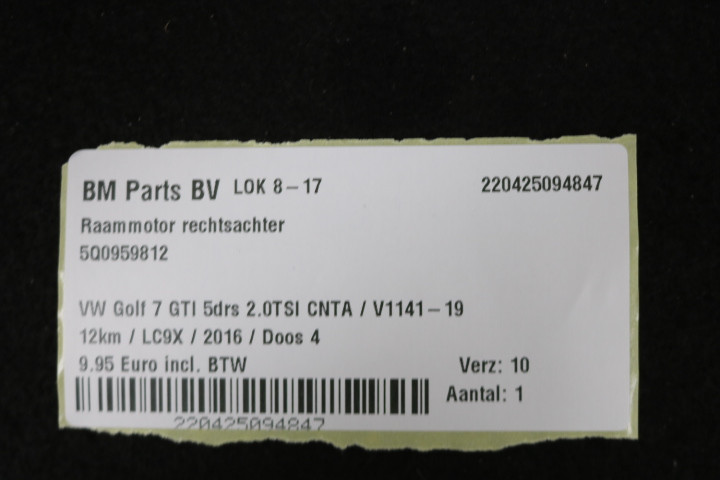 BM Parts BV LOK 8-17 220425094847
Raammotor rechtsachter
5Q0959812
VW Golf 7 GTI 5drs 2.0TSI CNTA / V1141-19
12km / LC9X / 2016 / Doos 4
9.95 Euro incl. BTW Verz: 10
Aantal: 1
220425094847